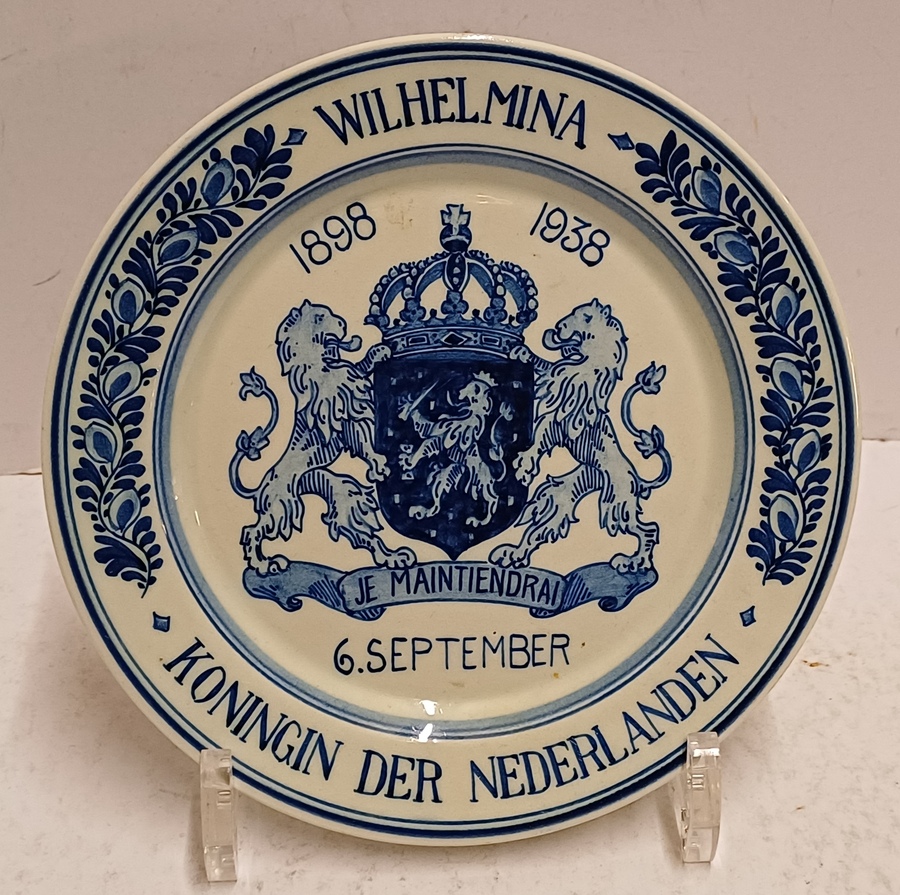 WILHELMINA
1898 1938
JE MAINTIENDRAI
6.SEPTEMBER
KONINGIN DER NEDERLANDEN